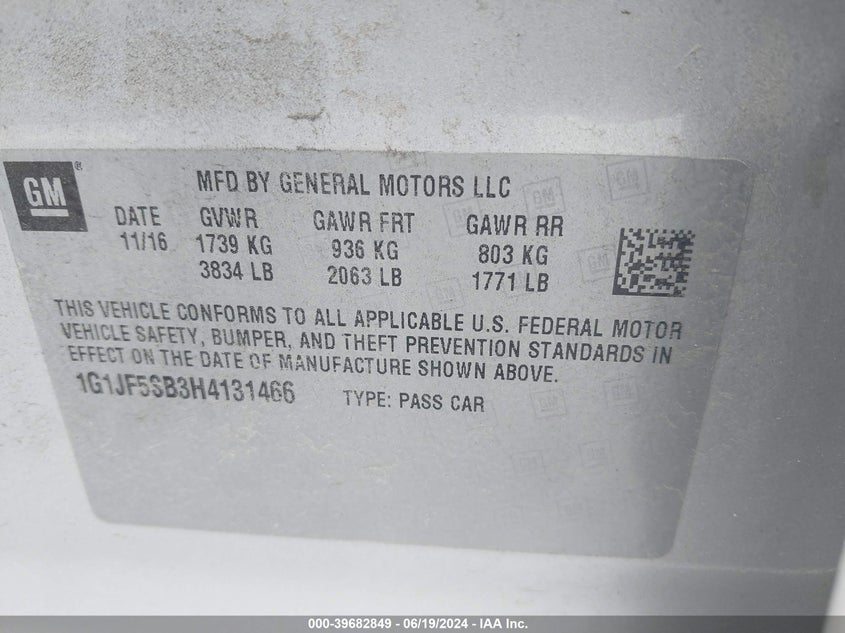 GM ® MFD BY GENERAL MOTORS LLC
DATE GVWR GAWR FRT GAWR RR
11/16 1739 KG 936 KG 803 KG
3834 LB 2063 LB 1771 LB
THIS VEHICLE CONFORMS TO ALL APPLICABLE U.S. FEDERAL MOTOR
VEHICLE SAFETY, BUMPER, AND THEFT PREVENTION STANDARDS IN
EFFECT ON THE DATE OF MANUFACTURE SHOWN ABOVE.
1G1JF5SB3H4131466 TYPE: PASS CAR
000-39682849 - 06/19/2024 - IAA Inc.